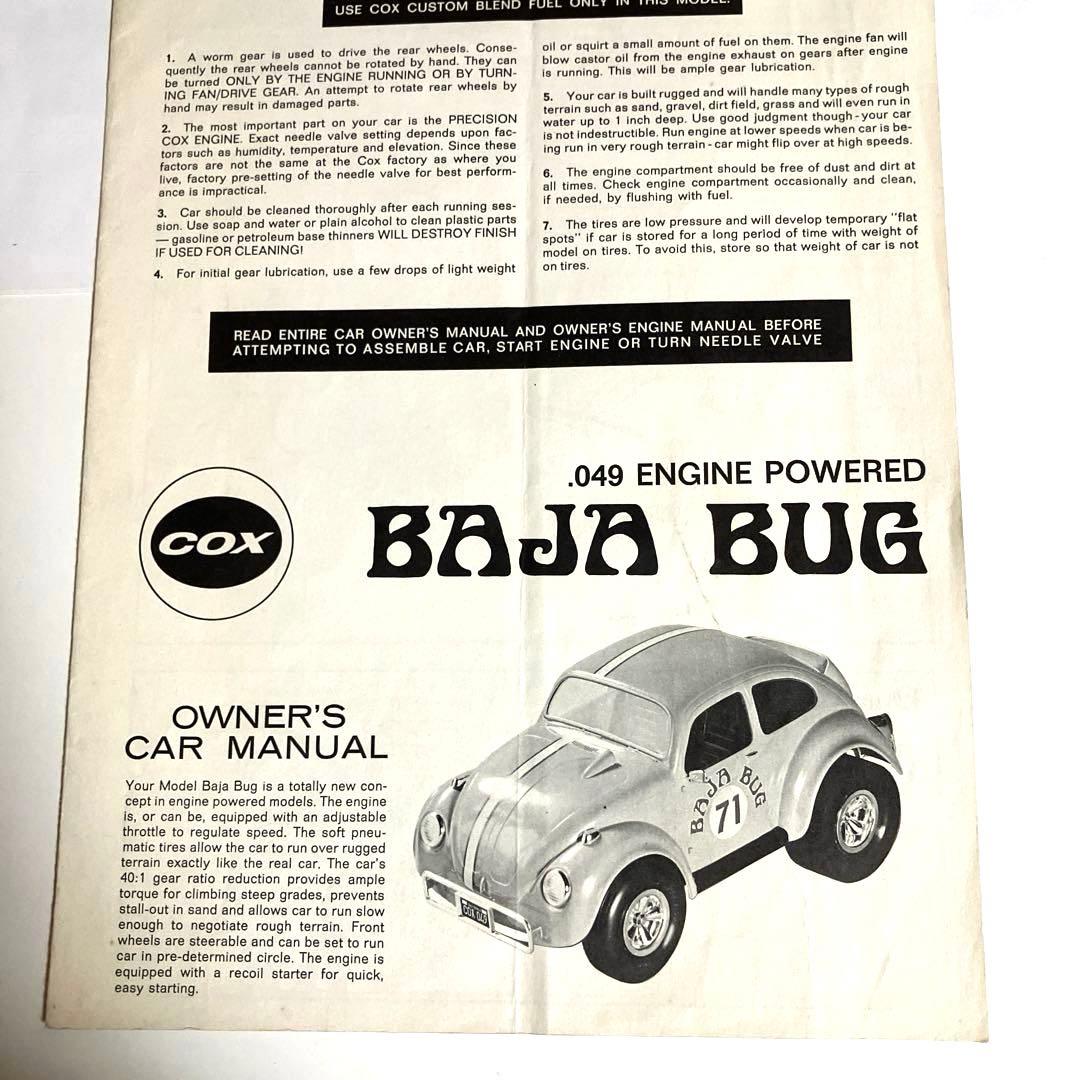 USE COX CUSTOM BLEND FUEL ONLY IN THIS MODEL.
1. A worm gear is used to drive the rear wheels. Conse-
quently the rear wheels cannot be rotated by hand. They can
be turned ONLY BY THE ENGINE RUNNING OR BY TURN-
ING FAN/DRIVE GEAR. An attempt to rotate rear wheels by
hand may result in damaged parts.
2. The most important part on your car is the PRECISION
COX ENGINE. Exact needle valve setting depends upon fac-
tors such as humidity, temperature and elevation. Since these
factors are not the same at the Cox factory as where you
live, factory pre-setting of the needle valve for best perform-
ance is impractical.
3. Car should be cleaned thoroughly after each running ses-
sion. Use soap and water or plain alcohol to clean plastic parts
— gasoline or petroleum base thinners WILL DESTROY FINISH
IF USED FOR CLEANING!
4. For initial gear lubrication, use a few drops of light weight
oil or squirt a small amount of fuel on them. The engine fan will
blow castor oil from the engine exhaust on gears after engine
is running. This will be ample gear lubrication.
5. Your car is built rugged and will handle many types of rough
terrain such as sand, gravel, dirt field, grass and will even run in
water up to 1 inch deep. Use good judgment though - your car
is not indestructible. Run engine at lower speeds when car is be-
ing run in very rough terrain - car might flip over at high speeds.
6. The engine compartment should be free of dust and dirt at
all times. Check engine compartment occasionally and clean,
if needed, by flushing with fuel.
7. The tires are low pressure and will develop temporary "flat
spots" if car is stored for a long period of time with weight of
model on tires. To avoid this, store so that weight of car is not
on tires.
READ ENTIRE CAR OWNER'S MANUAL AND OWNER'S ENGINE MANUAL BEFORE
ATTEMPTING TO ASSEMBLE CAR, START ENGINE OR TURN NEEDLE VALVE
.049 ENGINE POWERED
BAJA BUG
COX
OWNER'S
CAR MANUAL
Your Model Baja Bug is a totally new con-
cept in engine powered models. The engine
is, or can be, equipped with an adjustable
throttle to regulate speed. The soft pneu-
matic tires allow the car to run over rugged
terrain exactly like the real car. The car's
40:1 gear ratio reduction provides ample
torque for climbing steep grades, prevents
stall-out in sand and allows car to run slow
enough to negotiate rough terrain. Front
wheels are steerable and can be set to run
car in pre-determined circle. The engine is
equipped with a recoil starter for quick,
easy starting.
BAJA BUG
71
COX 049